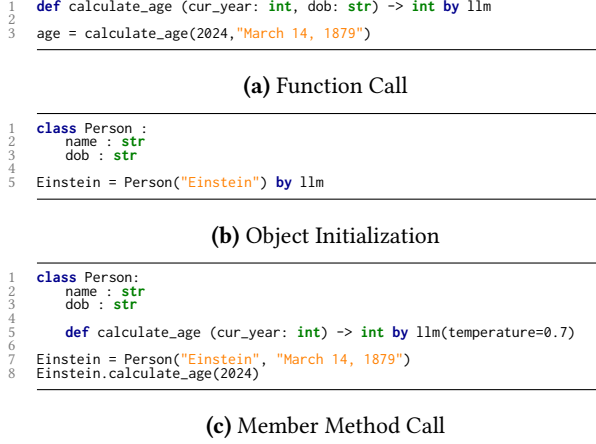 1 def calculate_age (cur_year: int, dob: str) -> int by llm
2
3 age = calculate_age(2024,"March 14, 1879")
(a) Function Call
1 class Person :
2 name : str
3 dob : str
4
5 Einstein = Person("Einstein") by llm
(b) Object Initialization
1 class Person:
2 name : str
3 dob : str
4
5 def calculate_age (cur_year: int) -> int by llm(temperature=0.7)
6
7 Einstein = Person("Einstein", "March 14, 1879")
8 Einstein.calculate_age(2024)
(c) Member Method Call